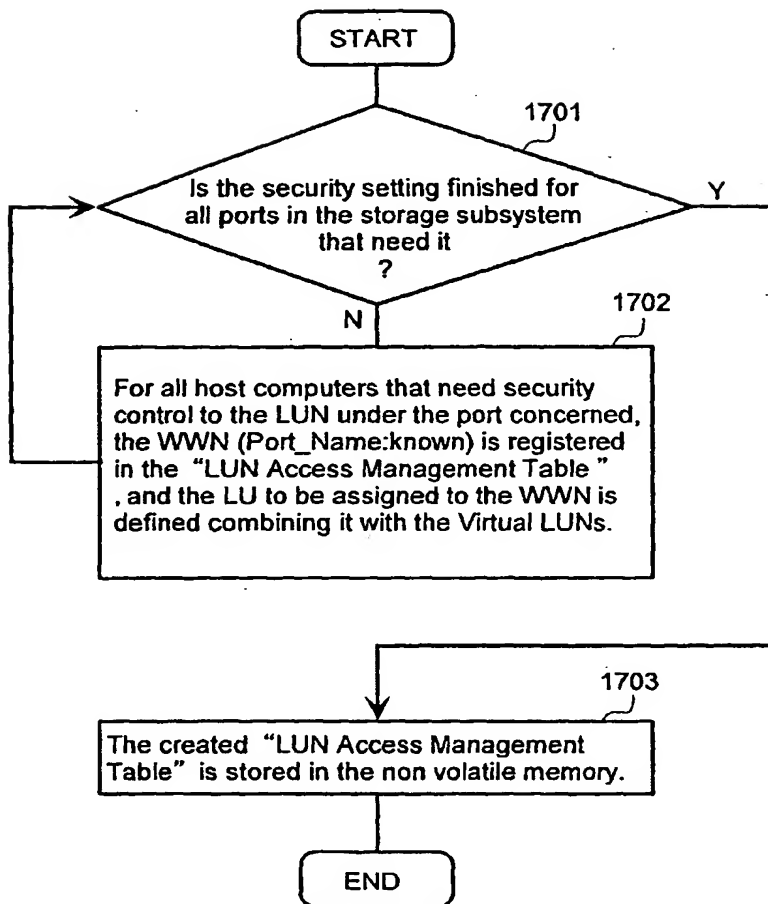 START
1701
Is the security setting finished for
all ports in the storage subsystem
that need it
?
Y
N
1702
For all host computers that need security
control to the LUN under the port concerned,
the WWN (Port_Name:known) is registered
in the “LUN Access Management Table ”
, and the LU to be assigned to the WWN is
defined combining it with the Virtual LUNs.
1703
The created “LUN Access Management
Table” is stored in the non volatile memory.
END